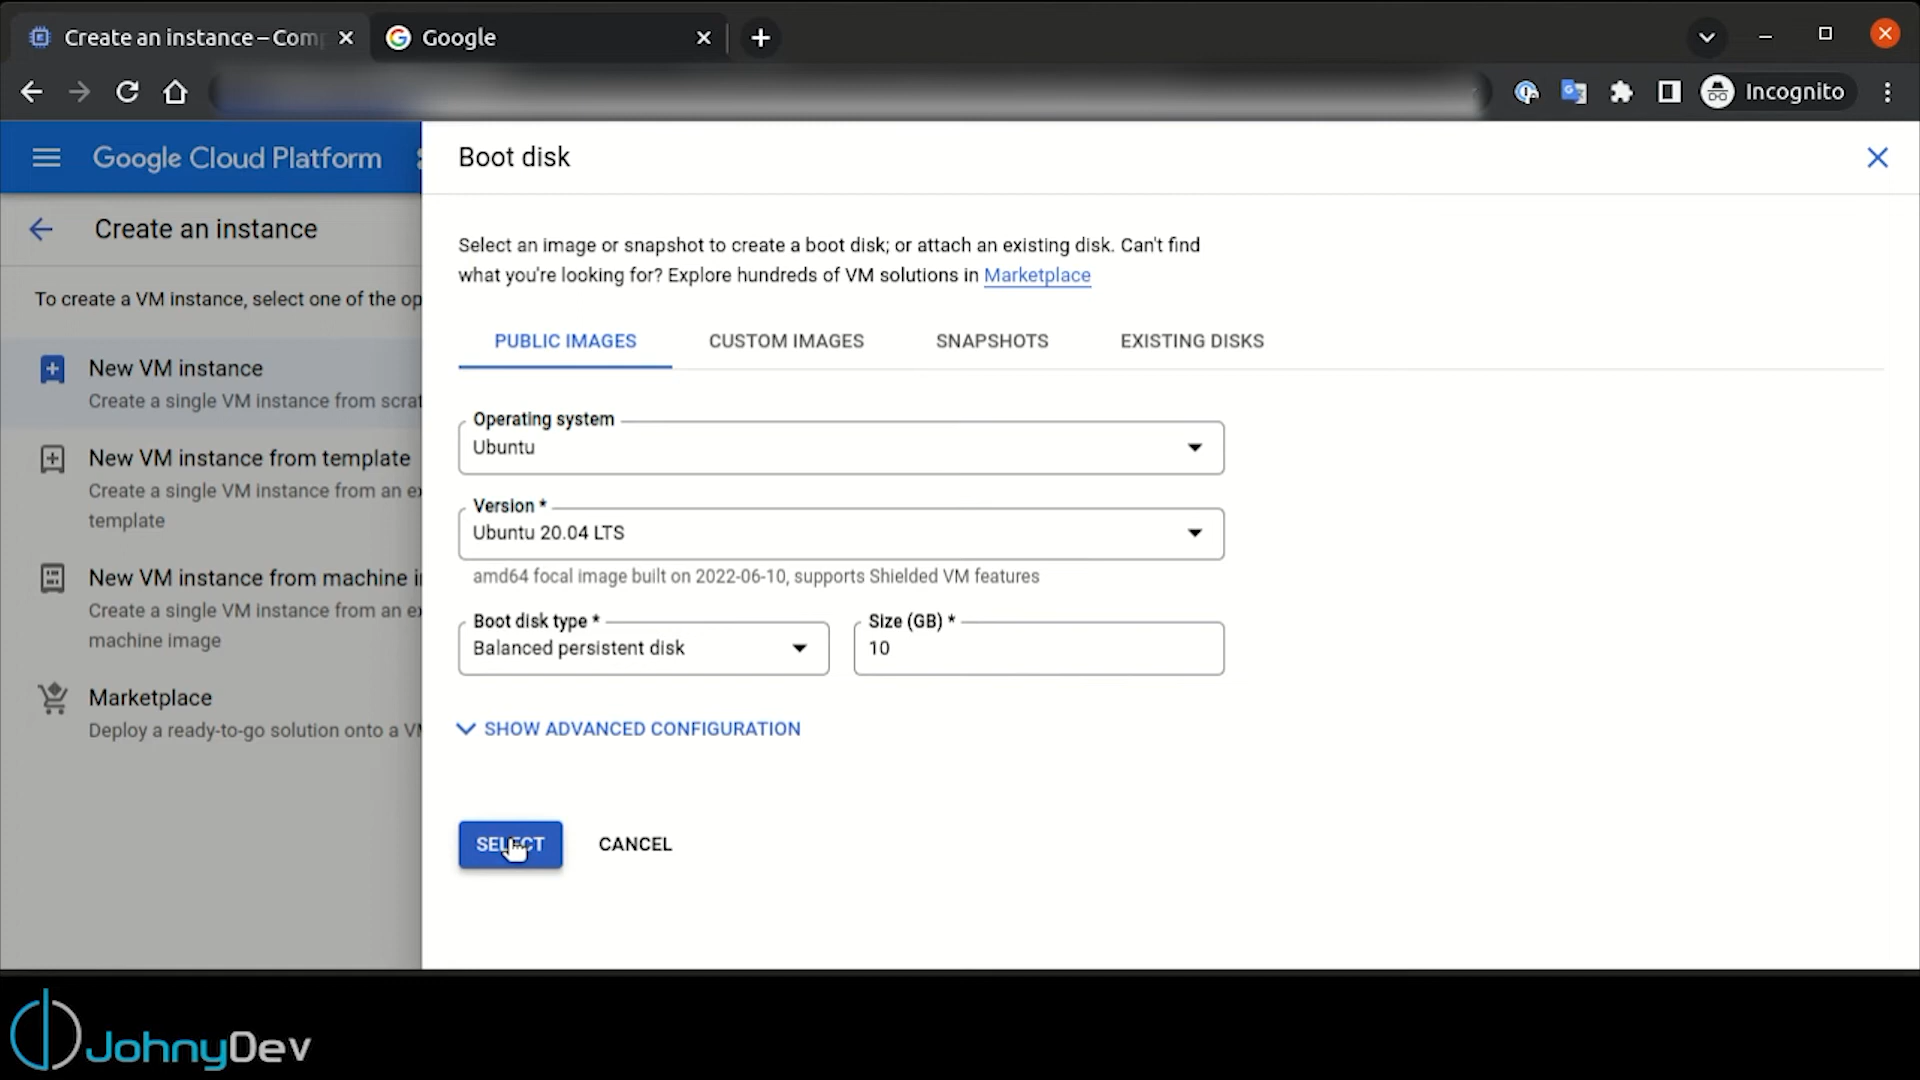 Create an instance – Com
Google
Incognito
Google Cloud Platform
Create an instance
To create a VM instance, select one of the op
New VM instance
Create a single VM instance from scrat
New VM instance from template
Create a single VM instance from an ex
template
New VM instance from machine i
Create a single VM instance from an ex
machine image
Marketplace
Deploy a ready-to-go solution onto a VM
Boot disk
Select an image or snapshot to create a boot disk; or attach an existing disk. Can't find
what you're looking for? Explore hundreds of VM solutions in Marketplace
PUBLIC IMAGES CUSTOM IMAGES SNAPSHOTS EXISTING DISKS
Operating system
Ubuntu
Version *
Ubuntu 20.04 LTS
amd64 focal image built on 2022-06-10, supports Shielded VM features
Boot disk type * Size (GB) *
Balanced persistent disk 10
SHOW ADVANCED CONFIGURATION
SELECT CANCEL
JohnyDev